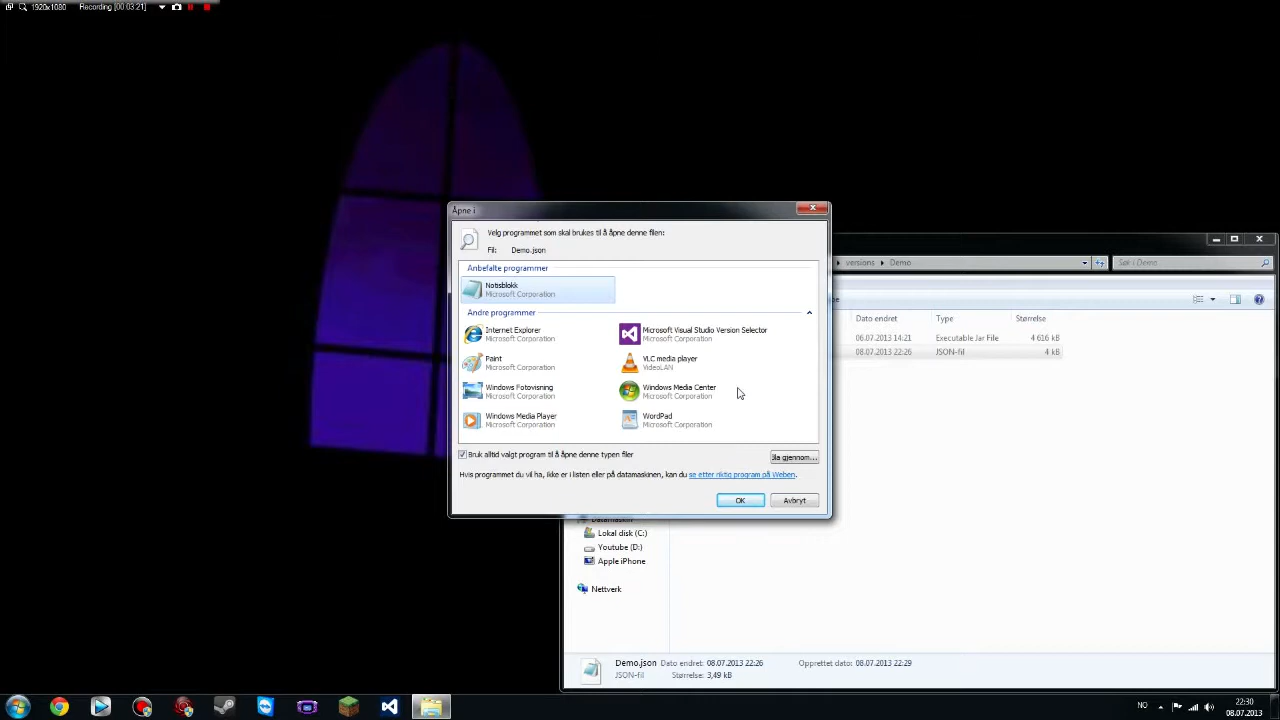 1920x1080 Recording [00:03:21]
Åpne i
Velg programmet som skal brukes til å åpne denne filen:
Fil: Demo.json
Anbefalte programmer
Notisblokk
Microsoft Corporation
Andre programmer
Internet Explorer
Microsoft Corporation
Microsoft Visual Studio Version Selector
Microsoft Corporation
Paint
Microsoft Corporation
VLC media player
VideoLAN
Windows Fotovisning
Microsoft Corporation
Windows Media Center
Microsoft Corporation
Windows Media Player
Microsoft Corporation
WordPad
Microsoft Corporation
Bruk alltid valgt program til å åpne denne typen filer
Bla gjennom...
Hvis programmet du vil ha, ikke er i listen eller på datamaskinen, kan du se etter riktig program på Weben.
OK Avbryt
versions Demo
Søk i Demo
Dato endret Type Størrelse
06.07.2013 14:21 Executable Jar File 4 616 kB
08.07.2013 22:26 JSON-fil 4 kB
Datamaskin
Lokal disk (C:)
Youtube (D:)
Apple iPhone
Nettverk
Demo.json Dato endret: 08.07.2013 22:26 Opprettet dato: 08.07.2013 22:29
JSON-fil Størrelse: 3,49 kB
NO
22:30
08.07.2013